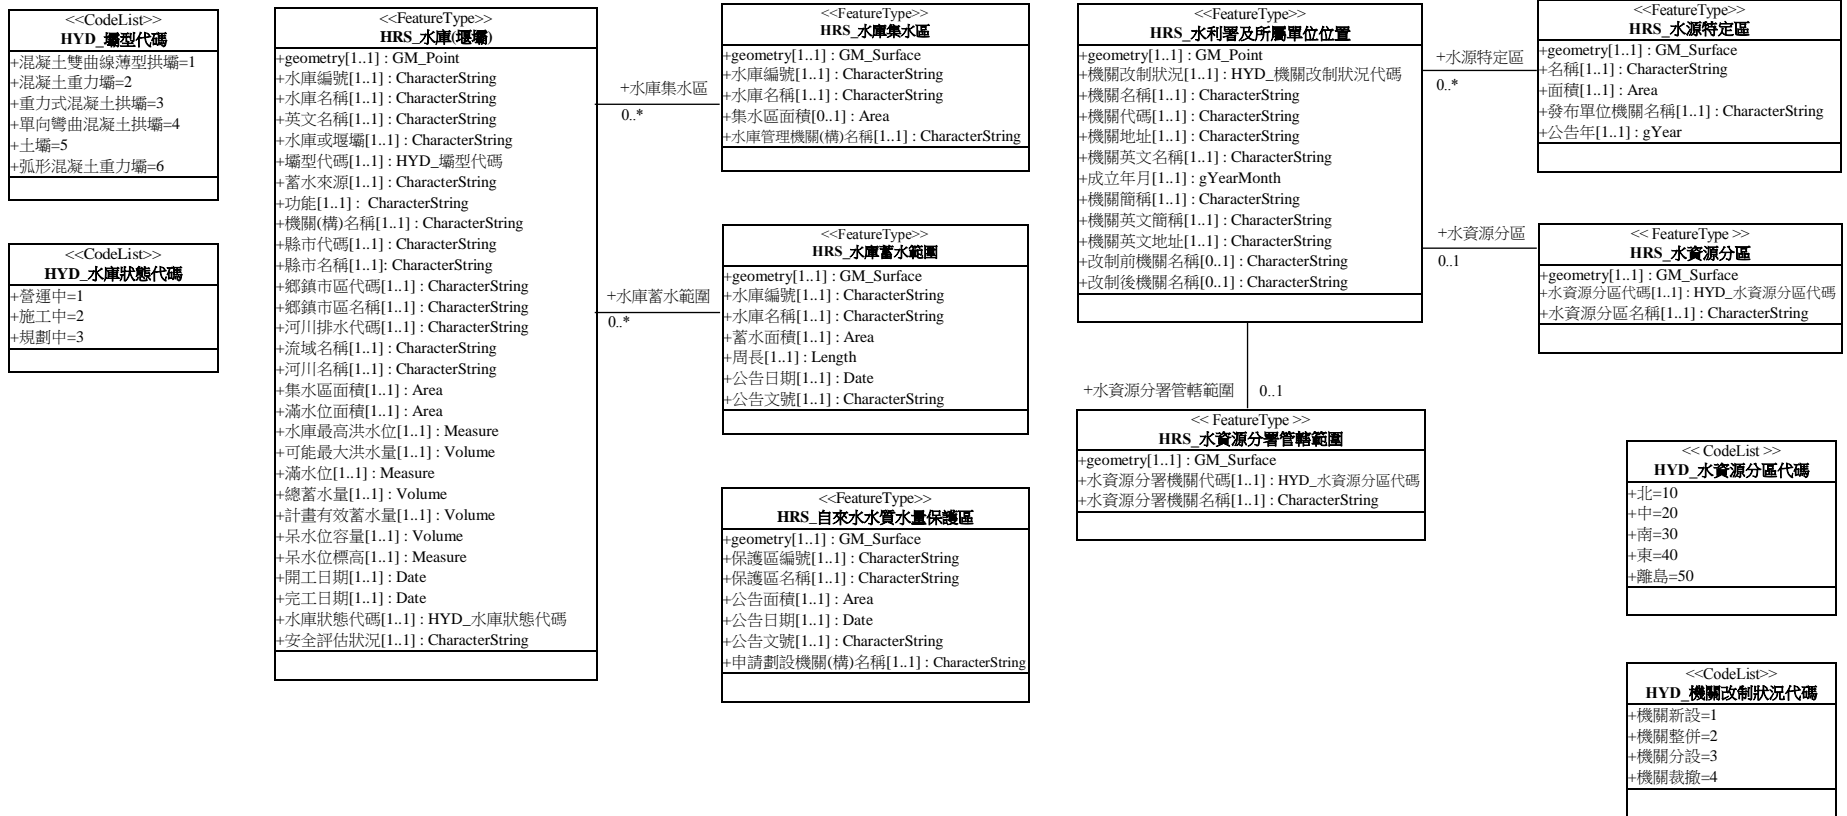 <<CodeList>>
HYD_壩型代碼
+混凝土雙曲線薄型拱壩=1
+混凝土重力壩=2
+重力式混凝土拱壩=3
+單向彎曲混凝土拱壩=4
+土壩=5
+弧形混凝土重力壩=6
<<CodeList>>
HYD_水庫狀態代碼
+營運中=1
+施工中=2
+規劃中=3
<<FeatureType>>
HRS_水庫(堰壩)
+geometry[1..1] : GM_Point
+水庫編號[1..1] : CharacterString
+水庫名稱[1..1] : CharacterString
+英文名稱[1..1] : CharacterString
+水庫或堰壩[1..1] : CharacterString
+壩型代碼[1..1] : HYD_壩型代碼
+蓄水來源[1..1] : CharacterString
+功能[1..1] : CharacterString
+機關(構)名稱[1..1] : CharacterString
+縣市代碼[1..1] : CharacterString
+縣市名稱[1..1]: CharacterString
+鄉鎮市區代碼[1..1] : CharacterString
+鄉鎮市區名稱[1..1] : CharacterString
+河川排水代碼[1..1] : CharacterString
+流域名稱[1..1] : CharacterString
+河川名稱[1..1] : CharacterString
+集水區面積[1..1] : Area
+滿水位面積[1..1] : Area
+水庫最高洪水位[1..1] : Measure
+可能最大洪水量[1..1] : Volume
+滿水位[1..1] : Measure
+總蓄水量[1..1] : Volume
+計畫有效蓄水量[1..1] : Volume
+呆水位容量[1..1] : Volume
+呆水位標高[1..1] : Measure
+開工日期[1..1] : Date
+完工日期[1..1] : Date
+水庫狀態代碼[1..1] : HYD_水庫狀態代碼
+安全評估狀況[1..1] : CharacterString
+水庫集水區
0..*
+水庫蓄水範圍
0..*
<<FeatureType>>
HRS_水庫集水區
+geometry[1..1] : GM_Surface
+水庫編號[1..1] : CharacterString
+水庫名稱[1..1] : CharacterString
+集水區面積[0..1] : Area
+水庫管理機關(構)名稱[1..1] : CharacterString
<<FeatureType>>
HRS_水庫蓄水範圍
+geometry[1..1] : GM_Surface
+水庫編號[1..1] : CharacterString
+水庫名稱[1..1] : CharacterString
+蓄水面積[1..1] : Area
+周長[1..1] : Length
+公告日期[1..1] : Date
+公告文號[1..1] : CharacterString
<<FeatureType>>
HRS_自來水水質水量保護區
+geometry[1..1] : GM_Surface
+保護區編號[1..1] : CharacterString
+保護區名稱[1..1] : CharacterString
+公告面積[1..1] : Area
+公告日期[1..1] : Date
+公告文號[1..1] : CharacterString
+申請劃設機關(構)名稱[1..1] : CharacterString
<<FeatureType>>
HRS_水利署及所屬單位位置
+geometry[1..1] : GM_Point
+機關改制狀況[1..1] : HYD_機關改制狀況代碼
+機關名稱[1..1] : CharacterString
+機關代碼[1..1] : CharacterString
+機關地址[1..1] : CharacterString
+機關英文名稱[1..1] : CharacterString
+成立年月[1..1] : gYearMonth
+機關簡稱[1..1] : CharacterString
+機關英文簡稱[1..1] : CharacterString
+機關英文地址[1..1] : CharacterString
+改制前機關名稱[0..1] : CharacterString
+改制後機關名稱[0..1] : CharacterString
+水源特定區
0..*
+水資源分區
0..1
+水資源分署管轄範圍 0..1
<< FeatureType >>
HRS_水資源分署管轄範圍
+geometry[1..1] : GM_Surface
+水資源分署機關代碼[1..1] : HYD_水資源分區代碼
+水資源分署機關名稱[1..1] : CharacterString
<<FeatureType>>
HRS_水源特定區
+geometry[1..1] : GM_Surface
+名稱[1..1] : CharacterString
+面積[1..1] : Area
+發布單位機關名稱[1..1] : CharacterString
+公告年[1..1] : gYear
<< FeatureType >>
HRS_水資源分區
+geometry[1..1] : GM_Surface
+水資源分區代碼[1..1] : HYD_水資源分區代碼
+水資源分區名稱[1..1] : CharacterString
<< CodeList >>
HYD_水資源分區代碼
+北=10
+中=20
+南=30
+東=40
+離島=50
<<CodeList>>
HYD_機關改制狀況代碼
+機關新設=1
+機關整併=2
+機關分設=3
+機關裁撤=4